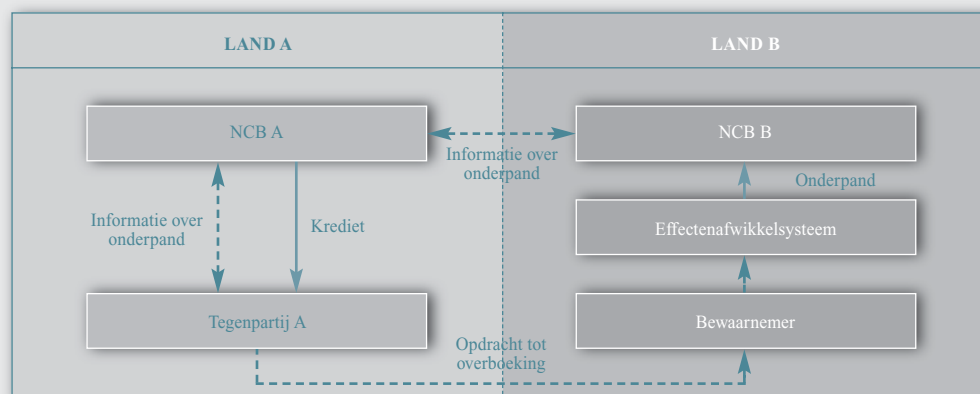 LAND A
LAND B
NCB A
NCB B
Informatie over
onderpand
Onderpand
Informatie over
onderpand
Krediet
Effectenafwikkelsysteem
Tegenpartij A
Bewaarnemer
Opdracht tot
overboeking